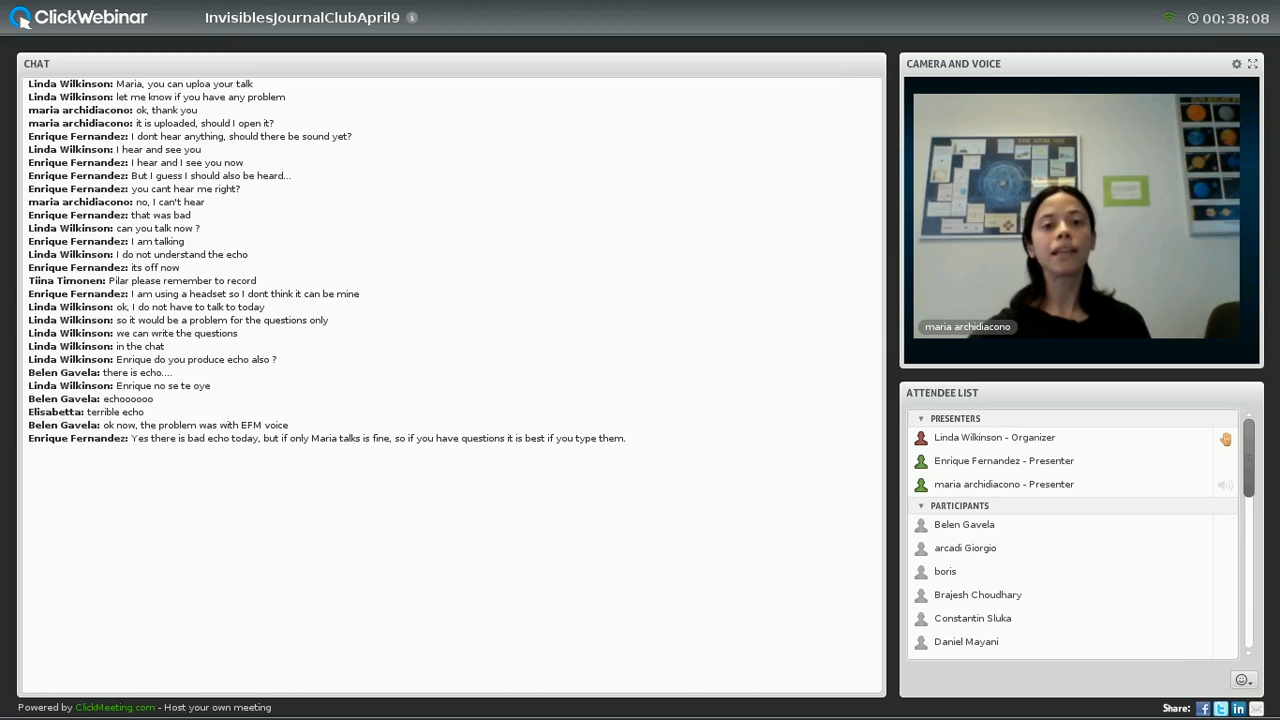 ClickWebinar
InvisiblesJournalClubApril9
00:38:08
CHAT
Linda Wilkinson: Maria, you can uploa your talk
Linda Wilkinson: let me know if you have any problem
maria archidiacono: ok, thank you
maria archidiacono: it is uploaded, should I open it?
Enrique Fernandez: I dont hear anything, should there be sound yet?
Linda Wilkinson: I hear and see you
Enrique Fernandez: I hear and I see you now
Enrique Fernandez: But I guess I should also be heard...
Enrique Fernandez: you cant hear me right?
maria archidiacono: no, I can't hear
Enrique Fernandez: that was bad
Linda Wilkinson: can you talk now ?
Enrique Fernandez: I am talking
Linda Wilkinson: I do not understand the echo
Enrique Fernandez: its off now
Tiina Timonen: Pilar please remember to record
Enrique Fernandez: I am using a headset so I dont think it can be mine
Linda Wilkinson: ok, I do not have to talk to today
Linda Wilkinson: so it would be a problem for the questions only
Linda Wilkinson: we can write the questions
Linda Wilkinson: in the chat
Linda Wilkinson: Enrique do you produce echo also ?
Belen Gavela: there is echo....
Linda Wilkinson: Enrique no se te oye
Belen Gavela: echoooooo
Elisabetta: terrible echo
Belen Gavela: ok now, the problem was with EFM voice
Enrique Fernandez: Yes there is bad echo today, but if only Maria talks is fine, so if you have questions it is best if you type them.
CAMERA AND VOICE
maria archidiacono
ATTENDEE LIST
PRESENTERS
Linda Wilkinson - Organizer
Enrique Fernandez - Presenter
maria archidiacono - Presenter
PARTICIPANTS
Belen Gavela
arcadi Giorgio
boris
Brajesh Choudhary
Constantin Sluka
Daniel Mayani
Powered by ClickMeeting.com - Host your own meeting
Share: